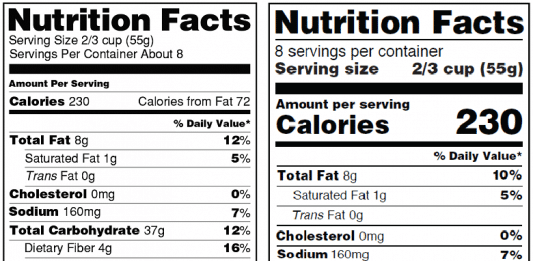 Nutrition Facts
Serving Size 2/3 cup (55g)
Servings Per Container About 8
Amount Per Serving
Calories 230 Calories from Fat 72
% Daily Value*
Total Fat 8g 12%
Saturated Fat 1g 5%
Trans Fat 0g
Cholesterol 0mg 0%
Sodium 160mg 7%
Total Carbohydrate 37g 12%
Dietary Fiber 4g 16%
Nutrition Facts
8 servings per container
Serving size 2/3 cup (55g)
Amount per serving
Calories 230
% Daily Value*
Total Fat 8g 10%
Saturated Fat 1g 5%
Trans Fat 0g
Cholesterol 0mg 0%
Sodium 160mg 7%